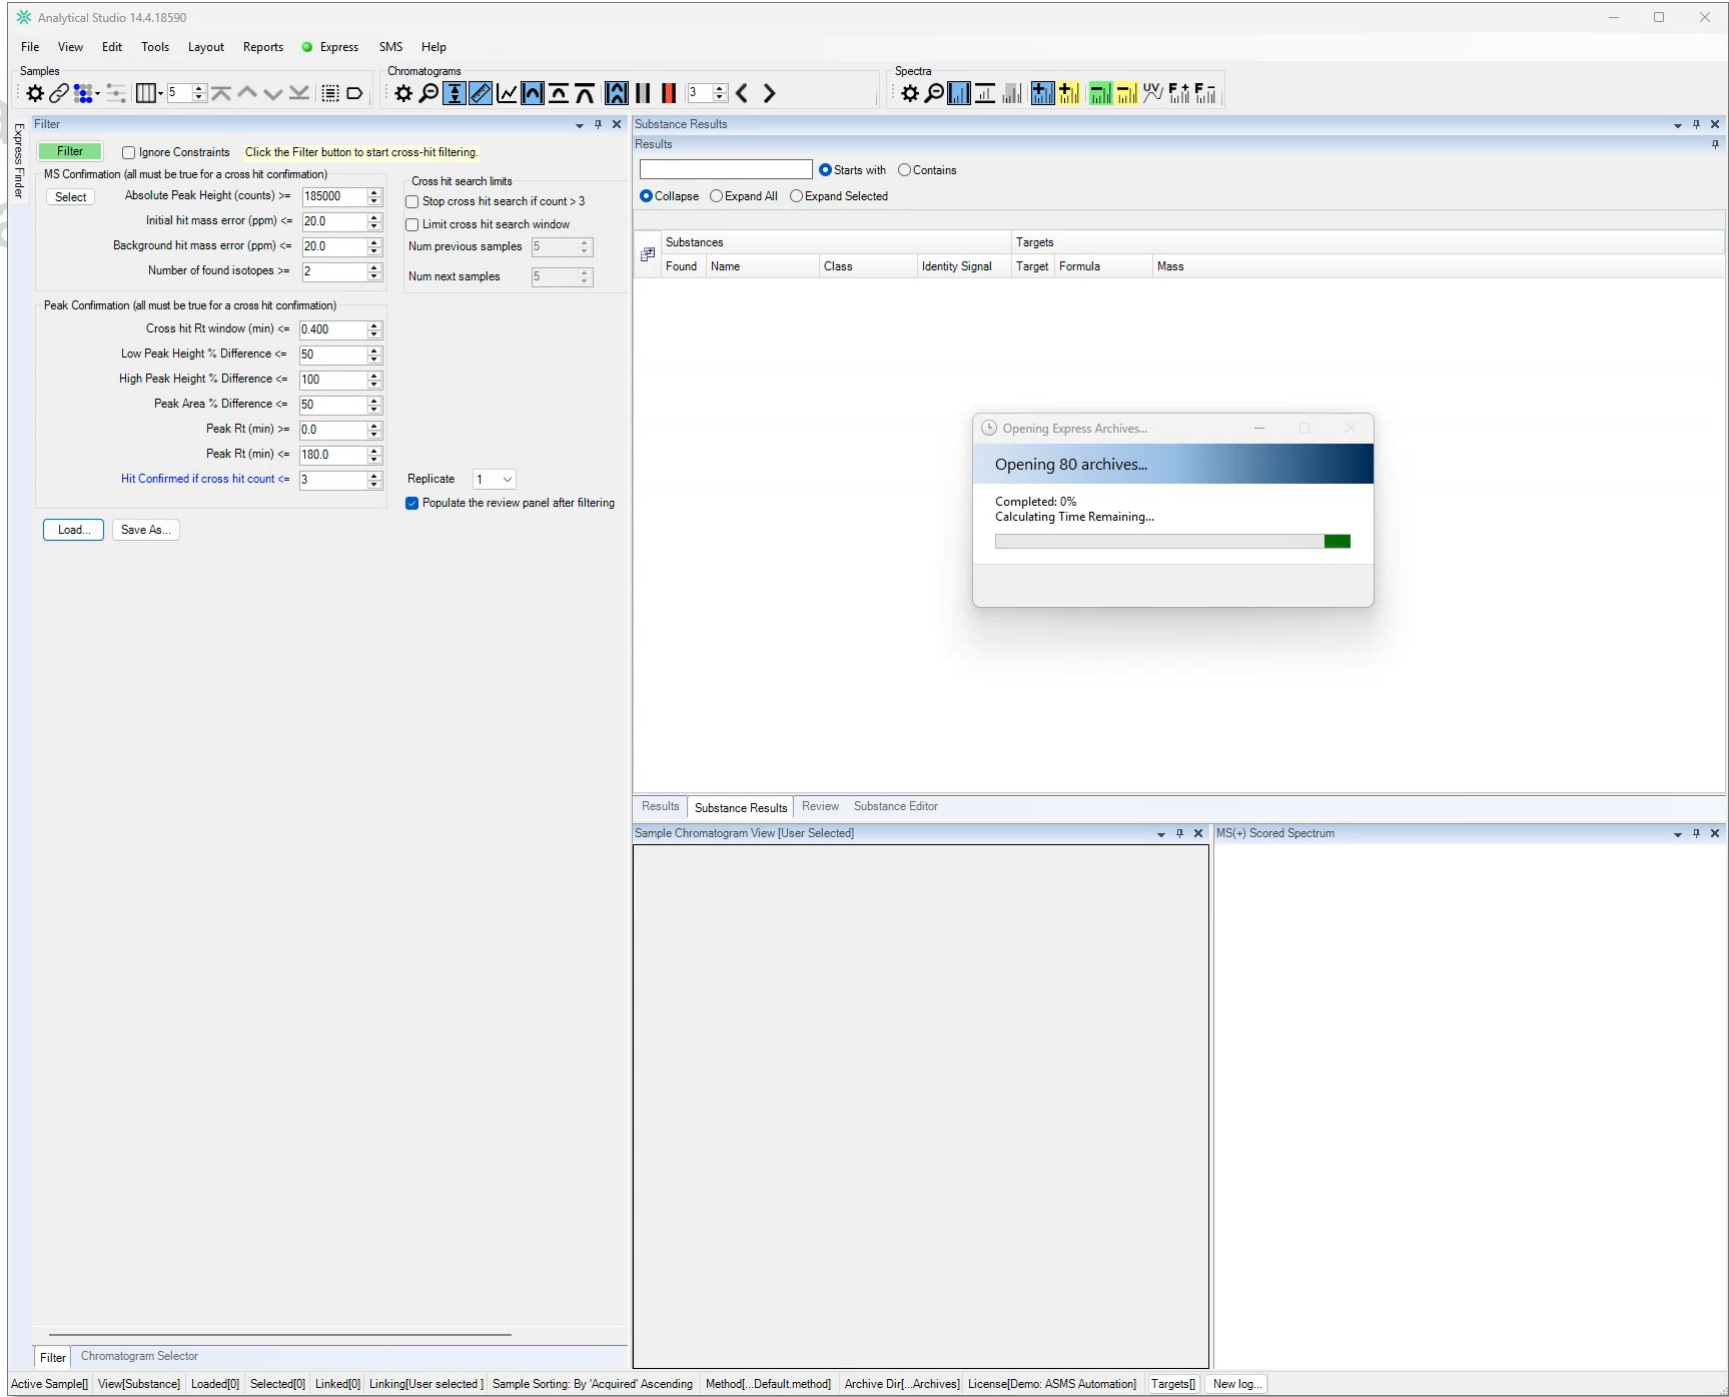 Analytical Studio 14.4.18590
File View Edit Tools Layout Reports Express SMS Help
Samples
5
Chromatograms
3
Spectra
UV F+ F-
Express Finder
Filter
Filter Ignore Constraints Click the Filter button to start cross-hit filtering.
MS Confirmation (all must be true for a cross hit confirmation)
Select
Absolute Peak Height (counts) >= 185000
Initial hit mass error (ppm) <= 20.0
Background hit mass error (ppm) <= 20.0
Number of found isotopes >= 2
Cross hit search limits
Stop cross hit search if count > 3
Limit cross hit search window
Num previous samples 5
Num next samples 5
Peak Confirmation (all must be true for a cross hit confirmation)
Cross hit Rt window (min) <= 0.400
Low Peak Height % Difference <= 50
High Peak Height % Difference <= 100
Peak Area % Difference <= 50
Peak Rt (min) >= 0.0
Peak Rt (min) <= 180.0
Hit Confirmed if cross hit count <= 3
Replicate 1
Populate the review panel after filtering
Load... Save As...
Filter Chromatogram Selector
Substance Results
Results
Starts with Contains
Collapse Expand All Expand Selected
Substances Targets
Found Name Class Identity Signal Target Formula Mass
Opening Express Archives...
Opening 80 archives...
Completed: 0%
Calculating Time Remaining...
Results Substance Results Review Substance Editor
Sample Chromatogram View [User Selected]
MS(+) Scored Spectrum
Active Sample[] View[Substance] Loaded[0] Selected[0] Linked[0] Linking[User selected ] Sample Sorting: By 'Acquired' Ascending Method[...Default.method] Archive Dir[...Archives] License[Demo: ASMS Automation] Targets[] New log...